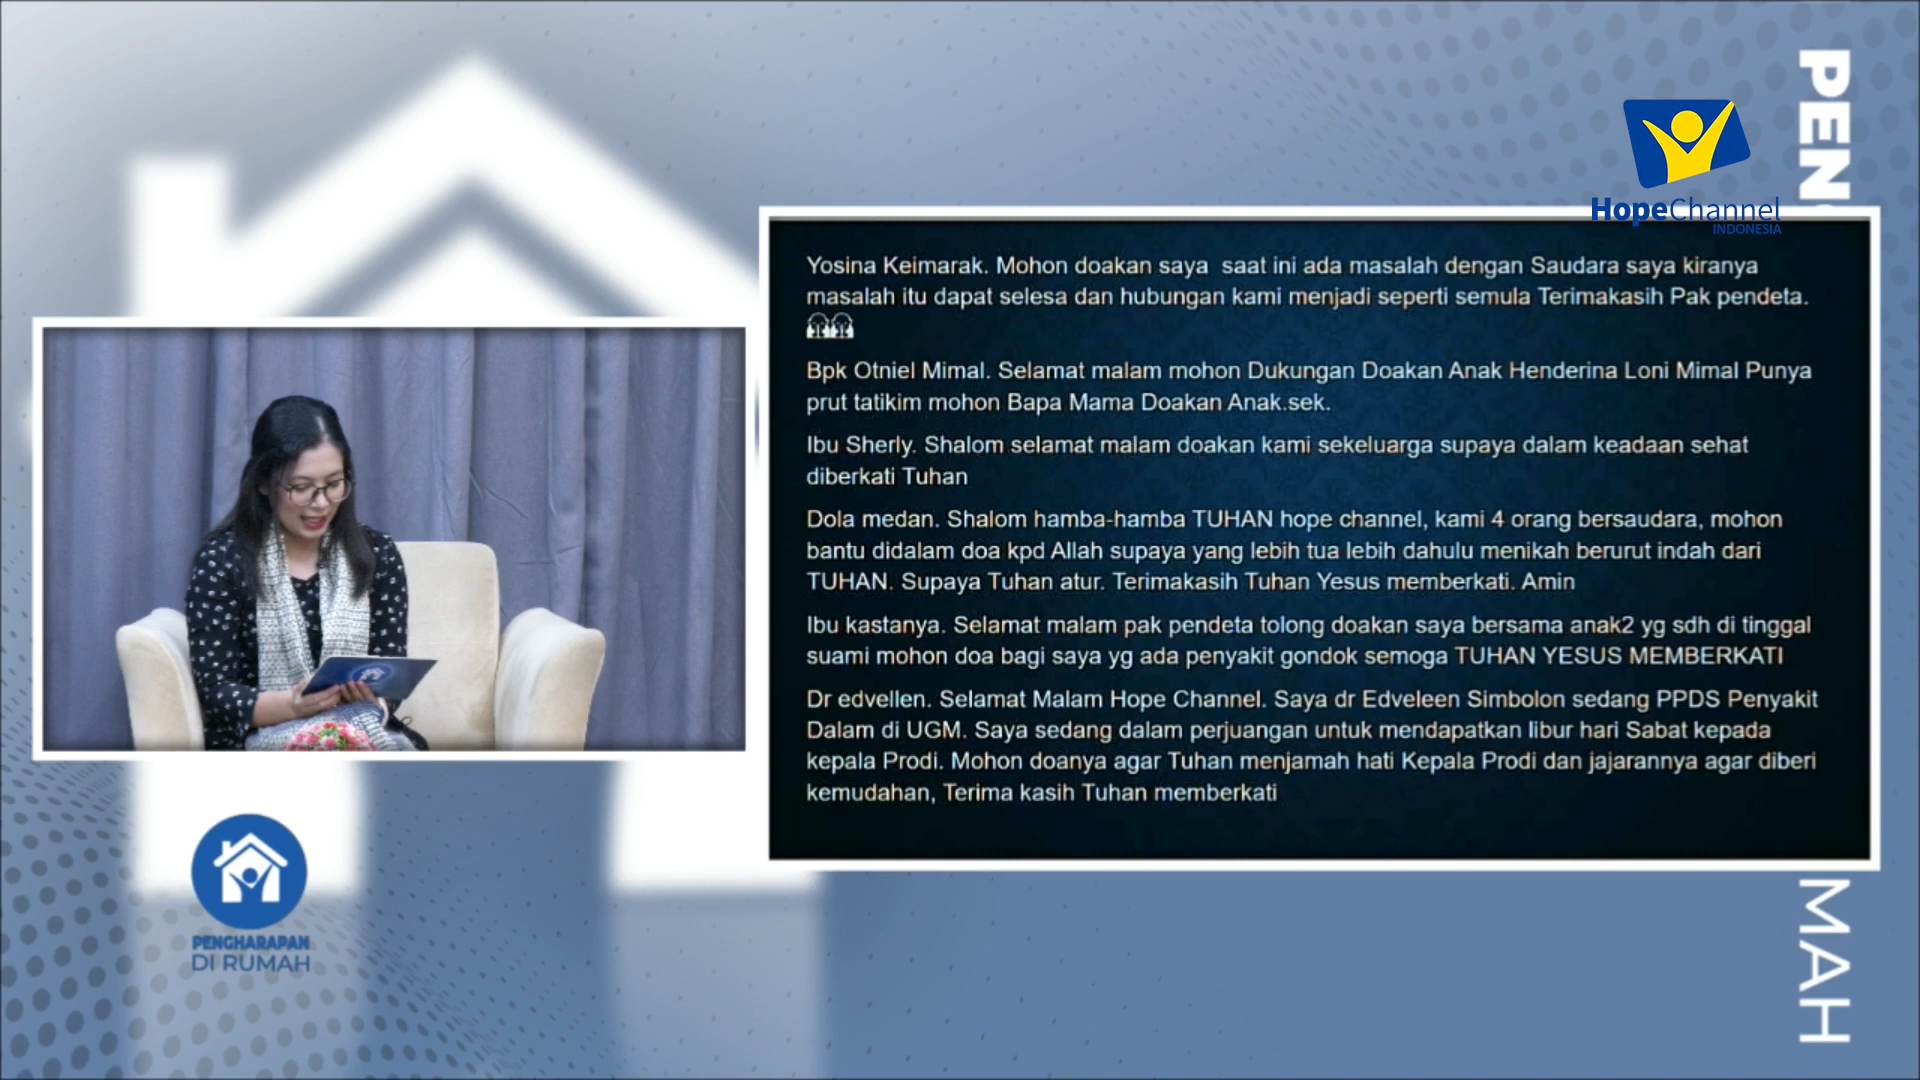 PEN
HopeChannel
INDONESIA
Yosina Keimarak. Mohon doakan saya  saat ini ada masalah dengan Saudara saya kiranya
masalah itu dapat selesa dan hubungan kami menjadi seperti semula Terimakasih Pak pendeta.
Bpk Otniel Mimal. Selamat malam mohon Dukungan Doakan Anak Henderina Loni Mimal Punya
prut tatikim mohon Bapa Mama Doakan Anak.sek.
Ibu Sherly. Shalom selamat malam doakan kami sekeluarga supaya dalam keadaan sehat
diberkati Tuhan
Dola medan. Shalom hamba-hamba TUHAN hope channel, kami 4 orang bersaudara, mohon
bantu didalam doa kpd Allah supaya yang lebih tua lebih dahulu menikah berurut indah dari
TUHAN. Supaya Tuhan atur. Terimakasih Tuhan Yesus memberkati. Amin
Ibu kastanya. Selamat malam pak pendeta tolong doakan saya bersama anak2 yg sdh di tinggal
suami mohon doa bagi saya yg ada penyakit gondok semoga TUHAN YESUS MEMBERKATI
Dr edvellen. Selamat Malam Hope Channel. Saya dr Edveleen Simbolon sedang PPDS Penyakit
Dalam di UGM. Saya sedang dalam perjuangan untuk mendapatkan libur hari Sabat kepada
kepala Prodi. Mohon doanya agar Tuhan menjamah hati Kepala Prodi dan jajarannya agar diberi
kemudahan, Terima kasih Tuhan memberkati
PENGHARAPAN
DI RUMAH
MAH